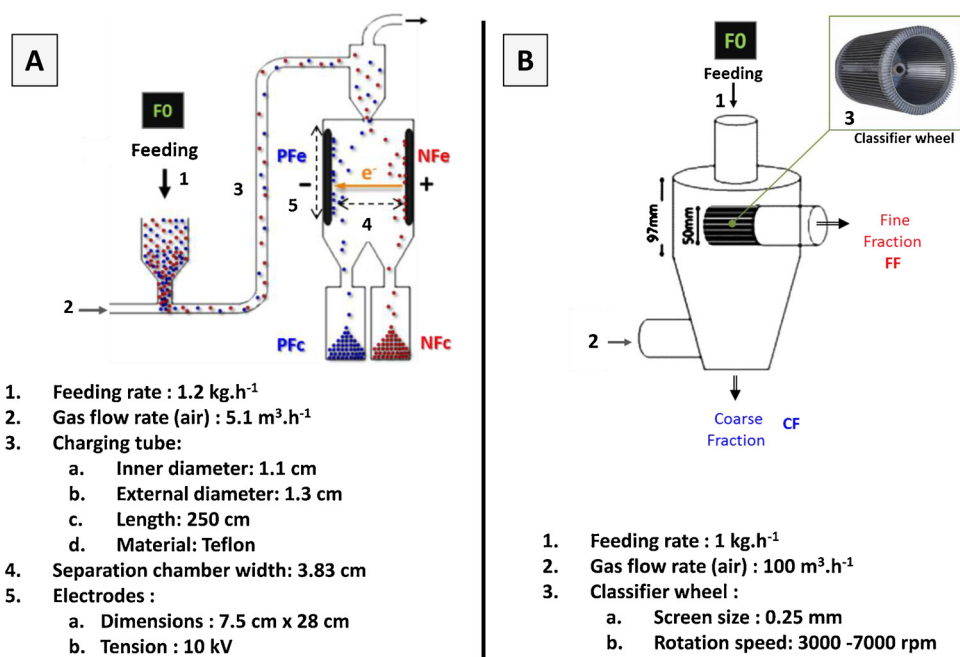 A
F0
Feeding
1
2
3
PFe
NFe
e-
-
+
5
4
PFc
NFc
1. Feeding rate : 1.2 kg.h-1
2. Gas flow rate (air) : 5.1 m3.h-1
3. Charging tube:
a. Inner diameter: 1.1 cm
b. External diameter: 1.3 cm
c. Length: 250 cm
d. Material: Teflon
4. Separation chamber width: 3.83 cm
5. Electrodes :
a. Dimensions : 7.5 cm x 28 cm
b. Tension : 10 kV
B
F0
Feeding
1
3
Classifier wheel
97mm
50mm
Fine
Fraction
FF
2
Coarse CF
Fraction
1. Feeding rate : 1 kg.h-1
2. Gas flow rate (air) : 100 m3.h-1
3. Classifier wheel :
a. Screen size : 0.25 mm
b. Rotation speed: 3000 -7000 rpm